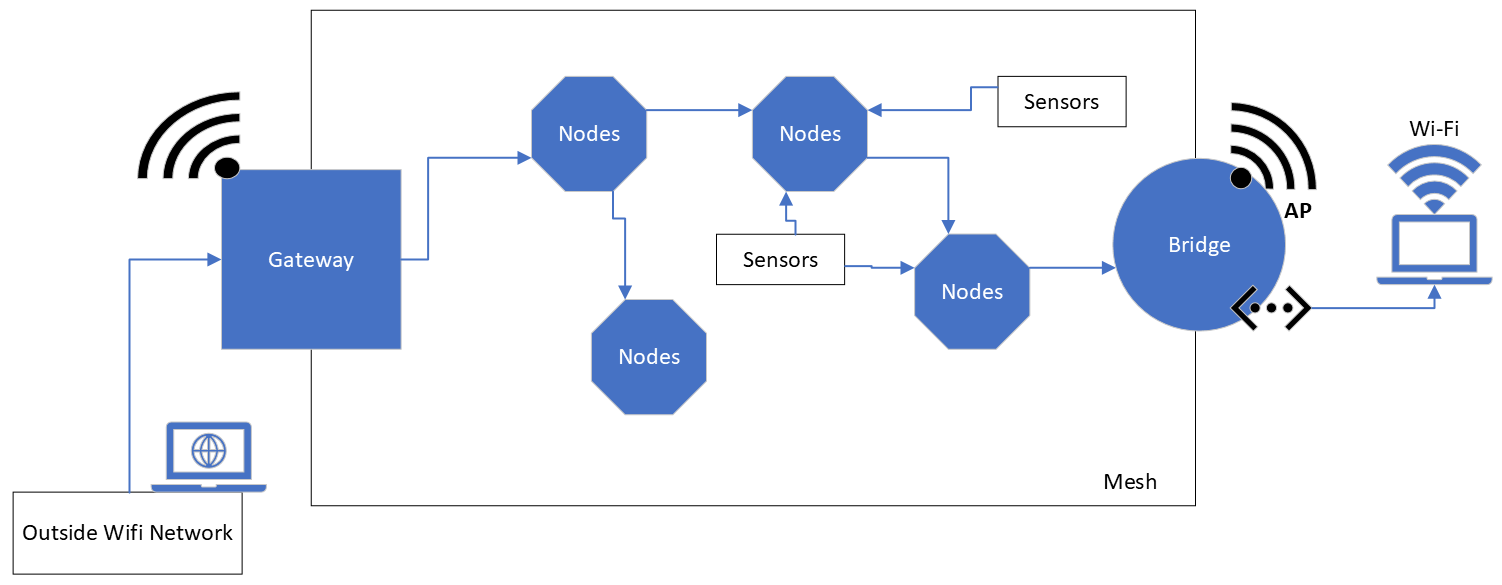 Sensors
Wi-Fi
Nodes
Nodes
AP
Gateway
Sensors
Bridge
Nodes
Nodes
Mesh
Outside Wifi Network